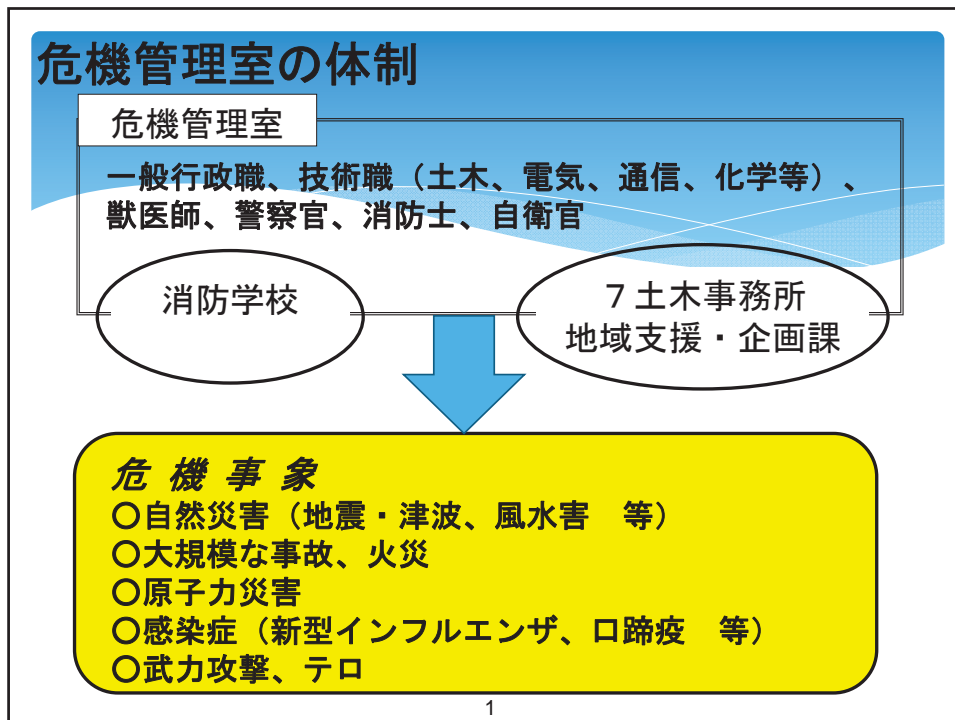 危機管理室の体制
危機管理室
一般行政職、技術職（土木、電気、通信、化学等）、
獣医師、警察官、消防士、自衛官
消防学校
７土木事務所
地域支援・企画課
危 機 事 象
〇自然災害（地震・津波、風水害　等）
〇大規模な事故、火災
〇原子力災害
〇感染症（新型インフルエンザ、口蹄疫　等）
〇武力攻撃、テロ
1